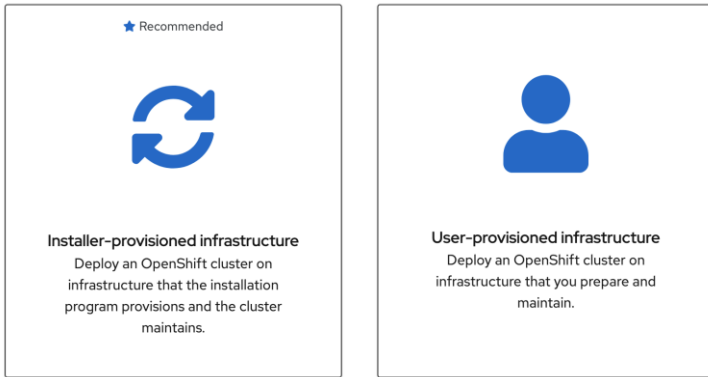 Recommended
Installer-provisioned infrastructure
Deploy an OpenShift cluster on
infrastructure that the installation
program provisions and the cluster
maintains.
User-provisioned infrastructure
Deploy an OpenShift cluster on
infrastructure that you prepare and
maintain.